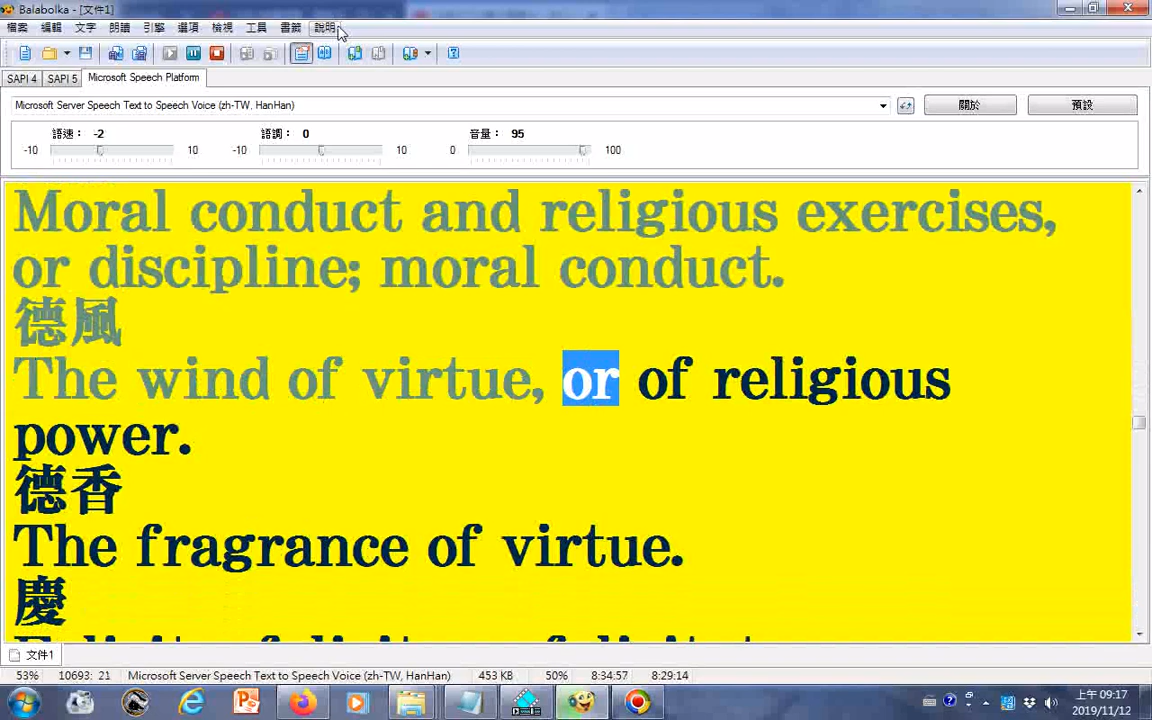 Balabolka - [文件1]
檔案 編輯 文字 朗讀 引擎 選項 檢視 工具 書籤 說明
SAPI 4 SAPI 5 Microsoft Speech Platform
Microsoft Server Speech Text to Speech Voice (zh-TW, HanHan) 關於 預設
語速： -2 語調： 0 音量： 95
-10 10 -10 10 0 100
Moral conduct and religious exercises,
or discipline; moral conduct.
德風
The wind of virtue, or of religious
power.
德香
The fragrance of virtue.
慶
文件1
53% 10693: 21 Microsoft Server Speech Text to Speech Voice (zh-TW, HanHan) 453 KB 50% 8:34:57 8:29:14
上午 09:17
2019/11/12